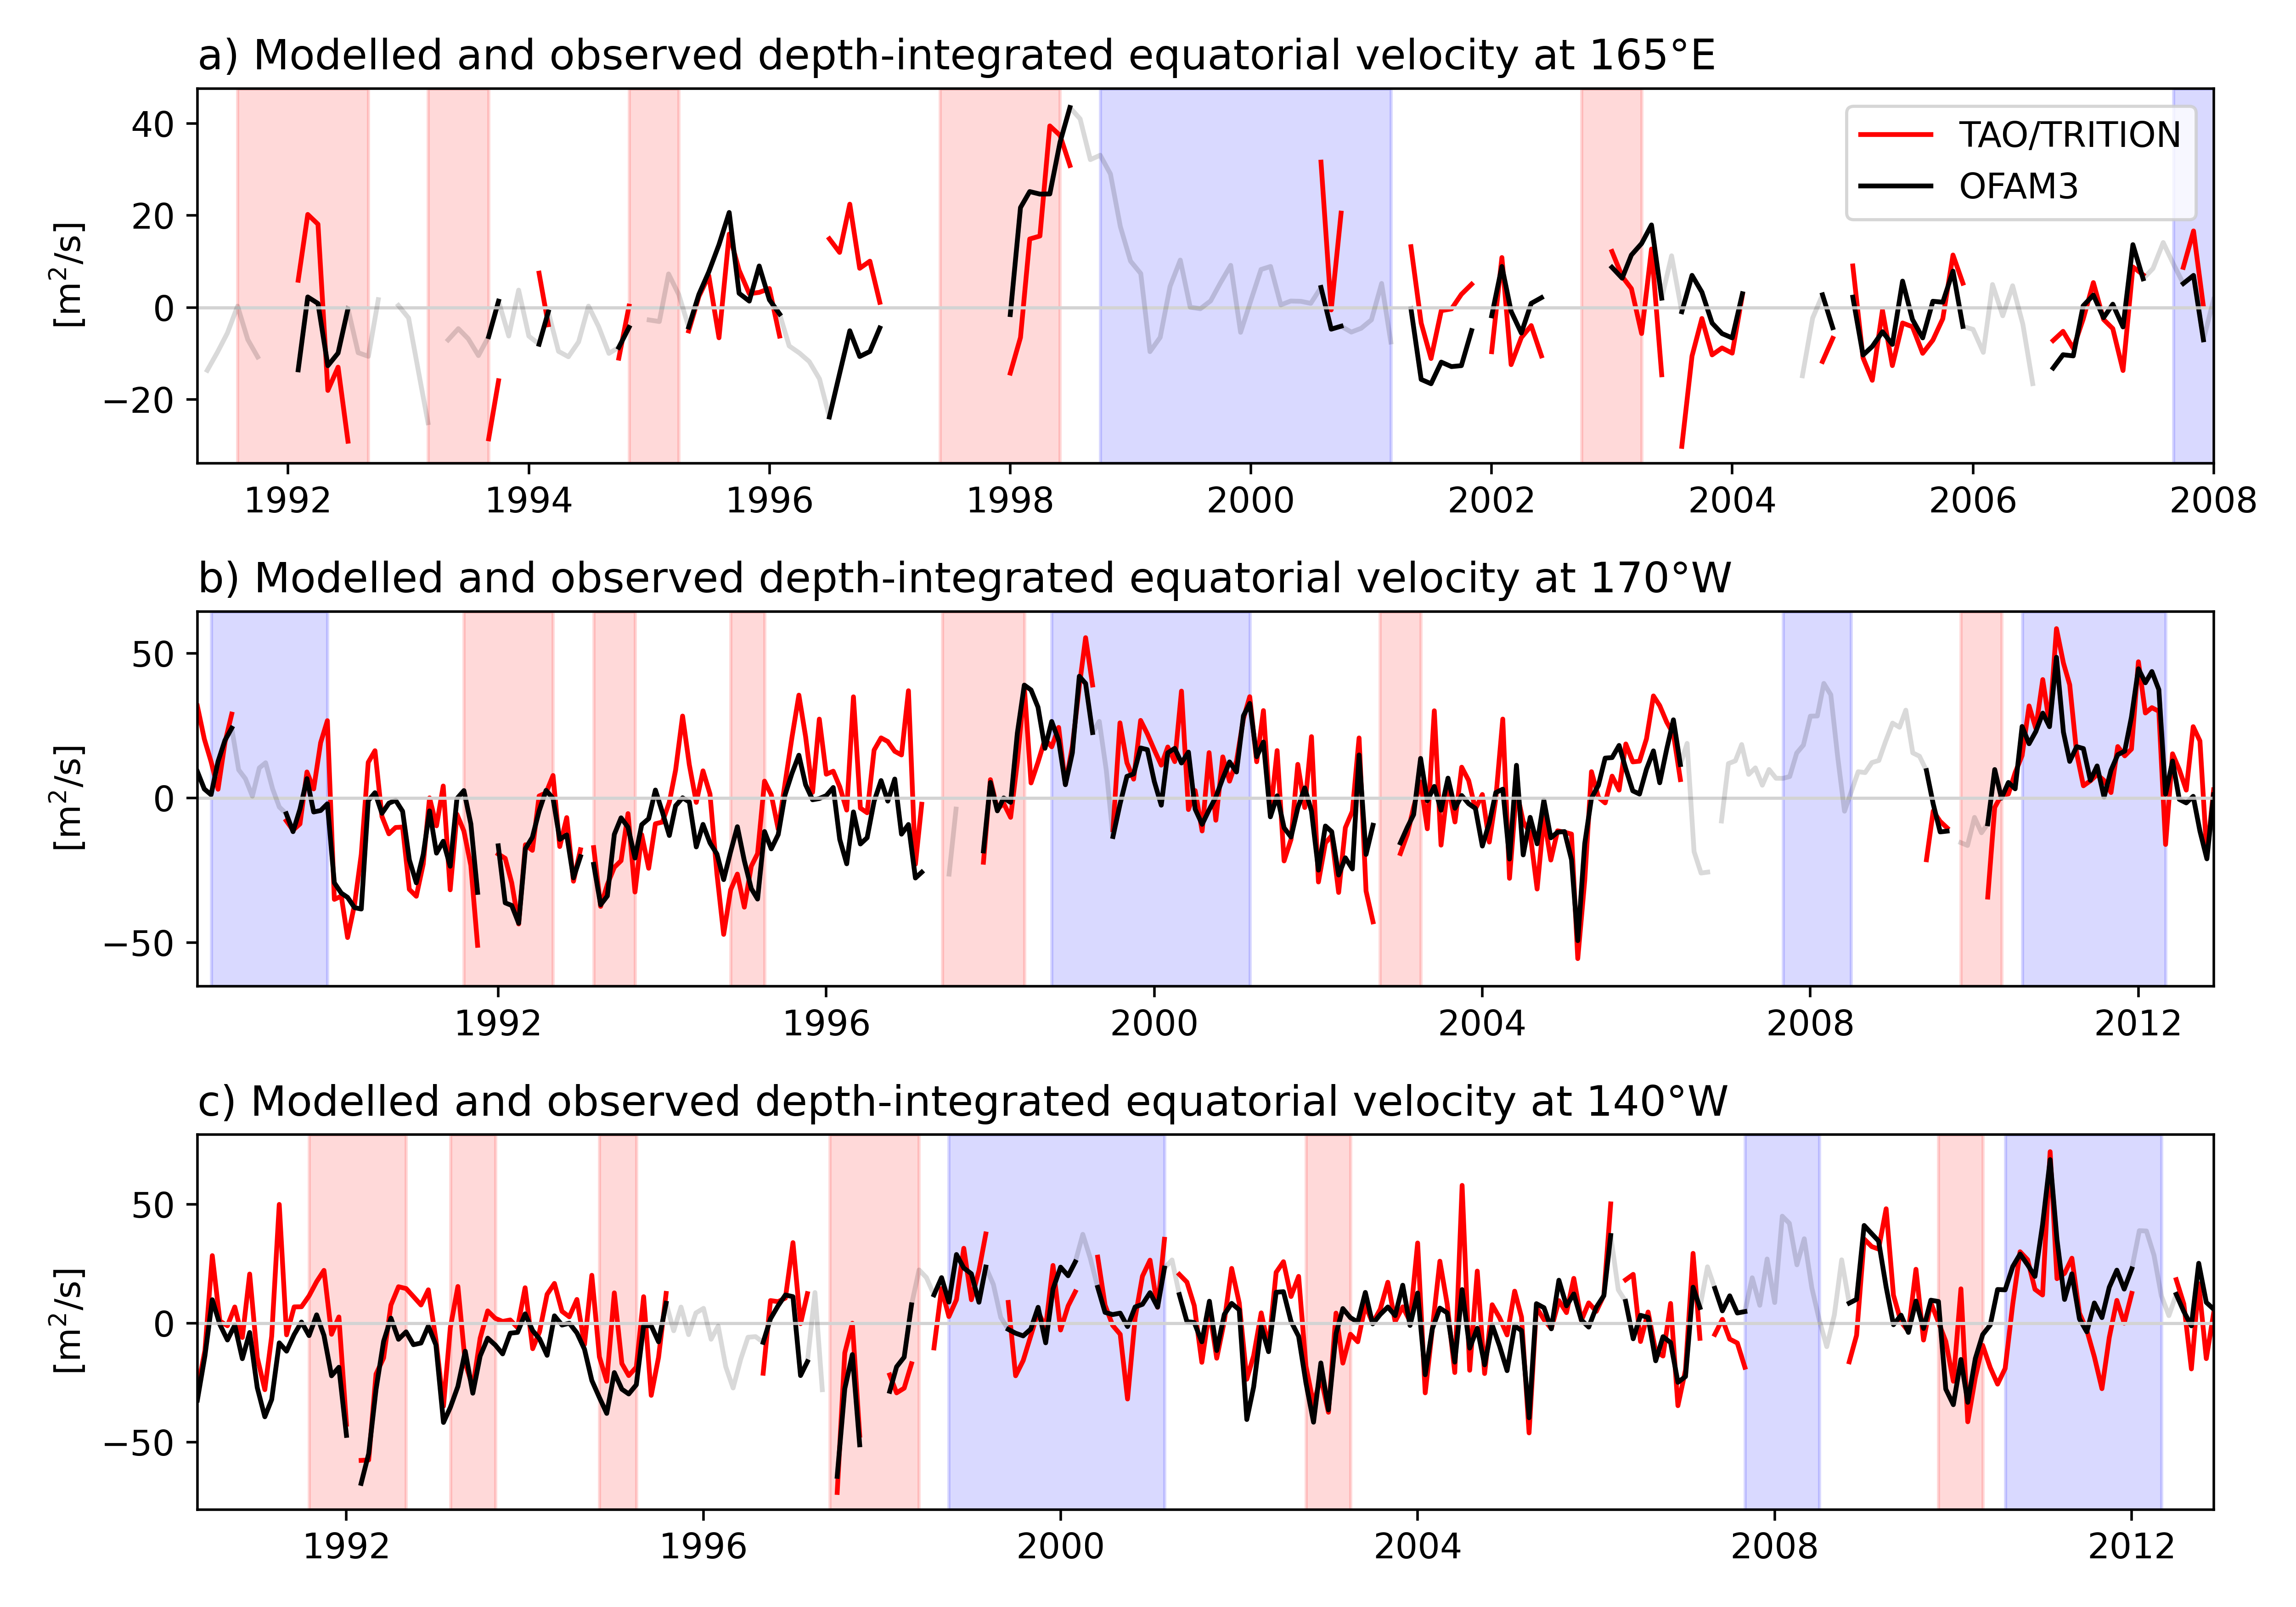 a) Modelled and observed depth-integrated equatorial velocity at 165°E
[m²/s]
40
20
0
−20
TAO/TRITION
OFAM3
1992 1994 1996 1998 2000 2002 2004 2006 2008
b) Modelled and observed depth-integrated equatorial velocity at 170°W
[m²/s]
50
0
−50
1992 1996 2000 2004 2008 2012
c) Modelled and observed depth-integrated equatorial velocity at 140°W
[m²/s]
50
0
−50
1992 1996 2000 2004 2008 2012